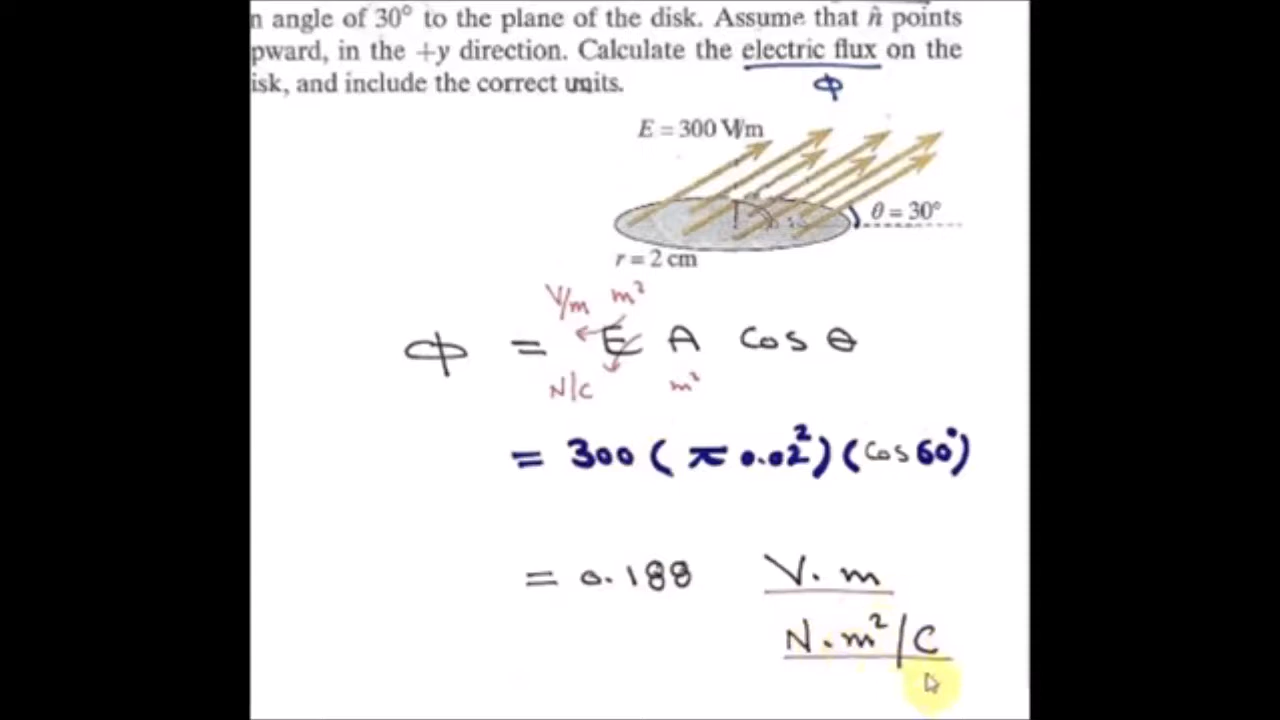 n angle of 30° to the plane of the disk. Assume that n̂ points
pward, in the +y direction. Calculate the electric flux on the
isk, and include the correct units.
Φ
E = 300 V/m
θ = 30°
r = 2 cm
V/m m²
Φ = E A cos θ
N/C m²
= 300 (π 0.02²) (cos 60°)
= 0.188 V. m
N. m²/C